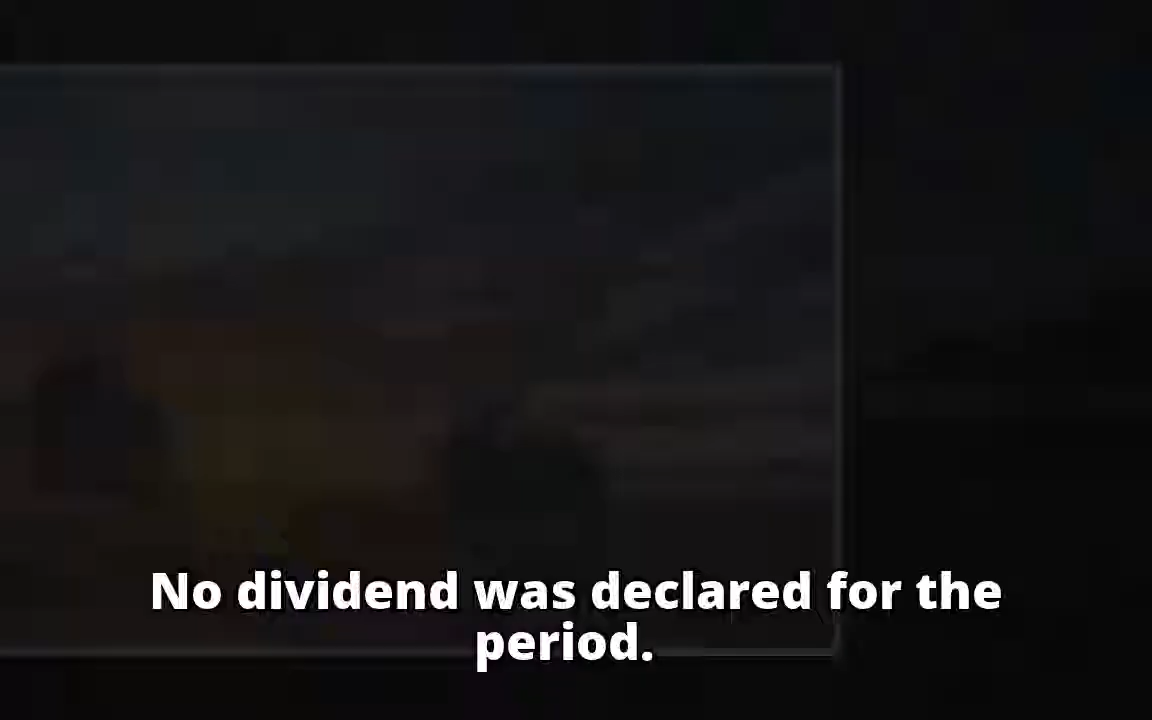 No dividend was declared for the
period.